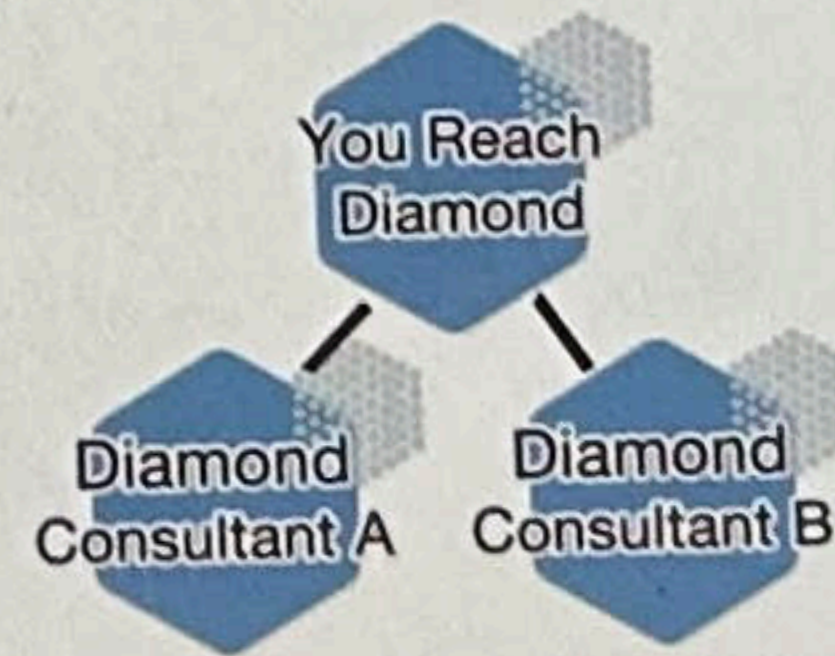 You Reach
Diamond
Diamond
Consultant A
Diamond
Consultant B